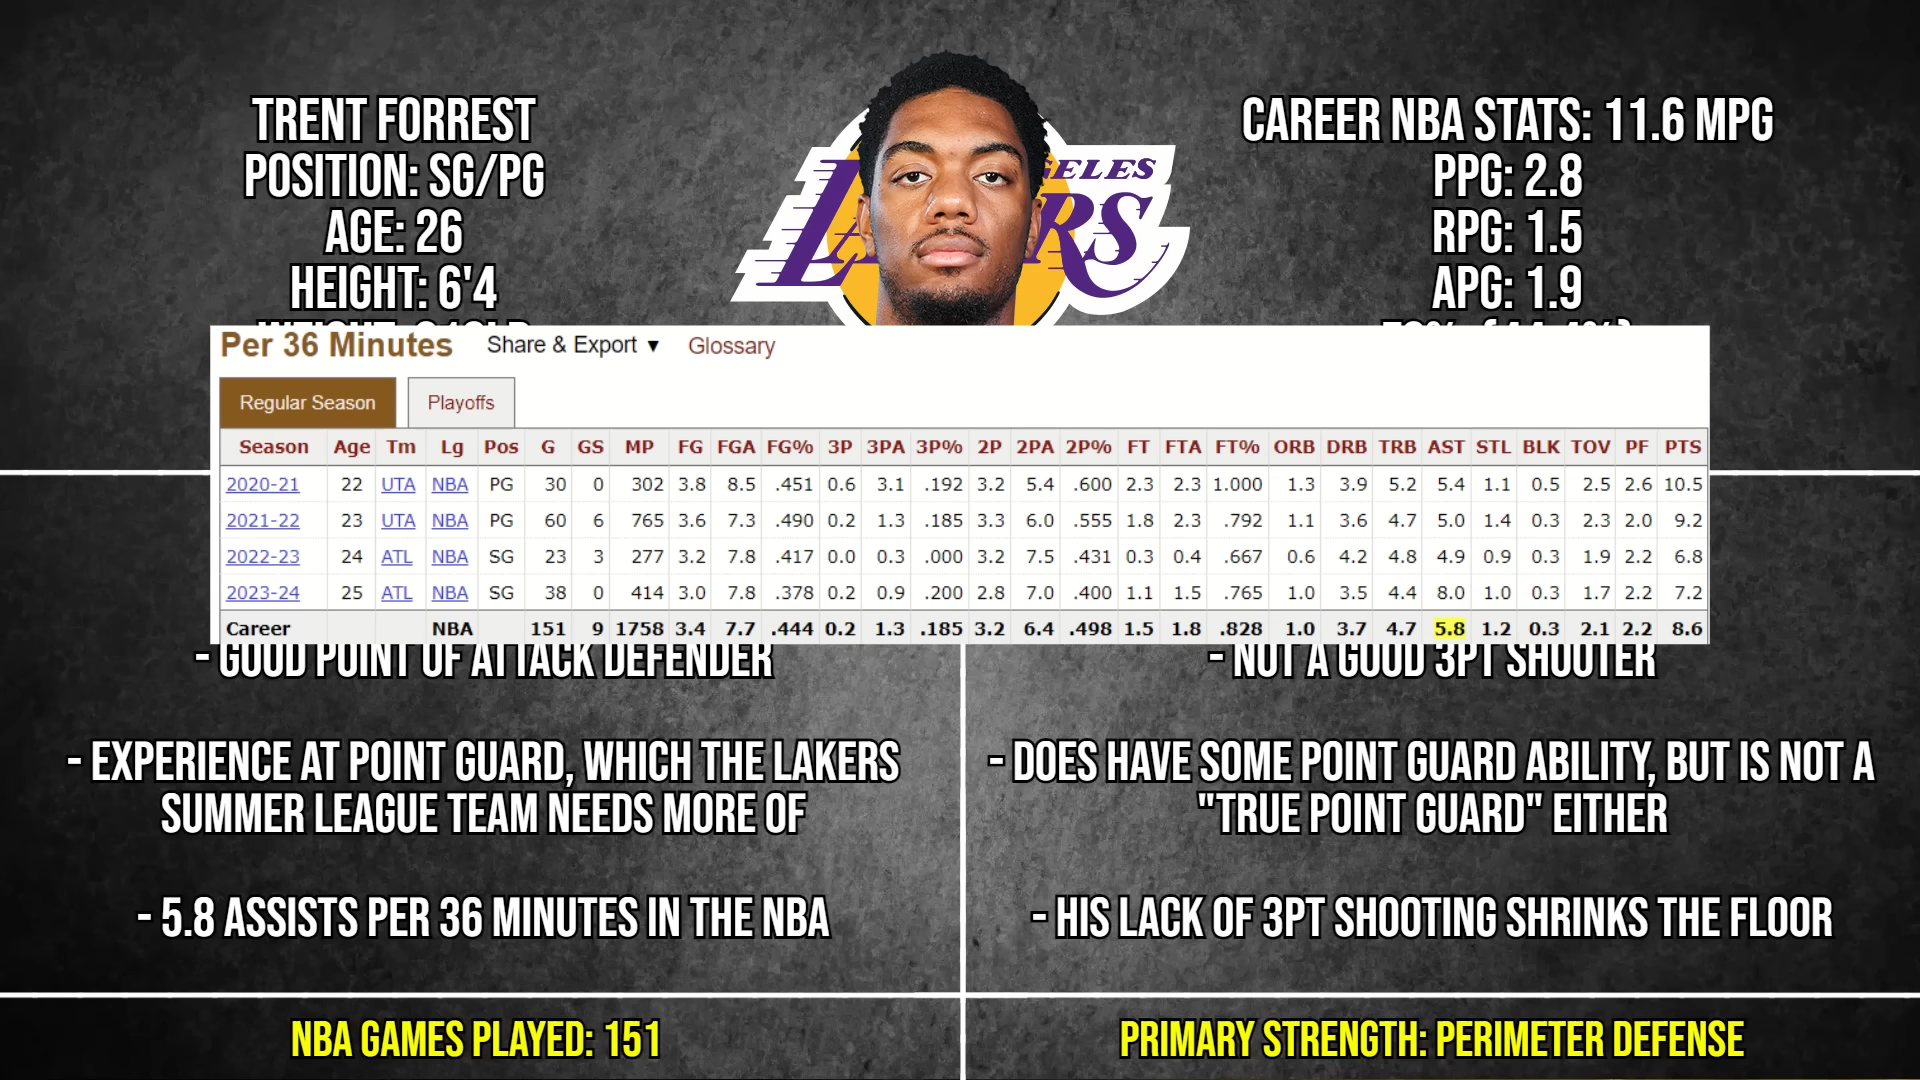 TRENT FORREST
POSITION: SG/PG
AGE: 26
HEIGHT: 6'4
CAREER NBA STATS: 11.6 MPG
PPG: 2.8
RPG: 1.5
APG: 1.9
Per 36 Minutes Share & Export ▼ Glossary
Regular Season Playoffs
Season Age Tm Lg Pos G GS MP FG FGA FG% 3P 3PA 3P% 2P 2PA 2P% FT FTA FT% ORB DRB TRB AST STL BLK TOV PF PTS
2020-21 22 UTA NBA PG 30 0 302 3.8 8.5 .451 0.6 3.1 .192 3.2 5.4 .600 2.3 2.3 1.000 1.3 3.9 5.2 5.4 1.1 0.5 2.5 2.6 10.5
2021-22 23 UTA NBA PG 60 6 765 3.6 7.3 .490 0.2 1.3 .185 3.3 6.0 .555 1.8 2.3 .792 1.1 3.6 4.7 5.0 1.4 0.3 2.3 2.0 9.2
2022-23 24 ATL NBA SG 23 3 277 3.2 7.8 .417 0.0 0.3 .000 3.2 7.5 .431 0.3 0.4 .667 0.6 4.2 4.8 4.9 0.9 0.3 1.9 2.2 6.8
2023-24 25 ATL NBA SG 38 0 414 3.0 7.8 .378 0.2 0.9 .200 2.8 7.0 .400 1.1 1.5 .765 1.0 3.5 4.4 8.0 1.0 0.3 1.7 2.2 7.2
Career NBA 151 9 1758 3.4 7.7 .444 0.2 1.3 .185 3.2 6.4 .498 1.5 1.8 .828 1.0 3.7 4.7 5.8 1.2 0.3 2.1 2.2 8.6
- GOOD POINT OF ATTACK DEFENDER
- EXPERIENCE AT POINT GUARD, WHICH THE LAKERS
SUMMER LEAGUE TEAM NEEDS MORE OF
- 5.8 ASSISTS PER 36 MINUTES IN THE NBA
- NOT A GOOD 3PT SHOOTER
- DOES HAVE SOME POINT GUARD ABILITY, BUT IS NOT A
"TRUE POINT GUARD" EITHER
- HIS LACK OF 3PT SHOOTING SHRINKS THE FLOOR
NBA GAMES PLAYED: 151
PRIMARY STRENGTH: PERIMETER DEFENSE